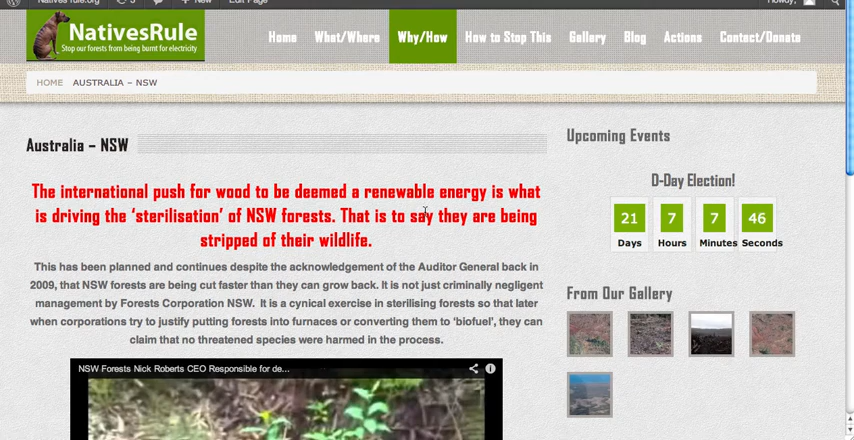 Natives rule.org 3 New Edit Page Howdy,
NativesRule
Stop our forests from being burnt for electricity
Home What/Where Why/How How to Stop This Gallery Blog Actions Contact/Donate
HOME AUSTRALIA – NSW
Australia – NSW
The international push for wood to be deemed a renewable energy is what
is driving the ‘sterilisation’ of NSW forests. That is to say they are being
stripped of their wildlife.
This has been planned and continues despite the acknowledgement of the Auditor General back in
2009, that NSW forests are being cut faster than they can grow back. It is not just criminally negligent
management by Forests Corporation NSW. It is a cynical exercise in sterilising forests so that later
when corporations try to justify putting forests into furnaces or converting them to ‘biofuel’, they can
claim that no threatened species were harmed in the process.
NSW Forests Nick Roberts CEO Responsible for de...
Upcoming Events
D-Day Election!
21 7 7 46
Days Hours Minutes Seconds
From Our Gallery